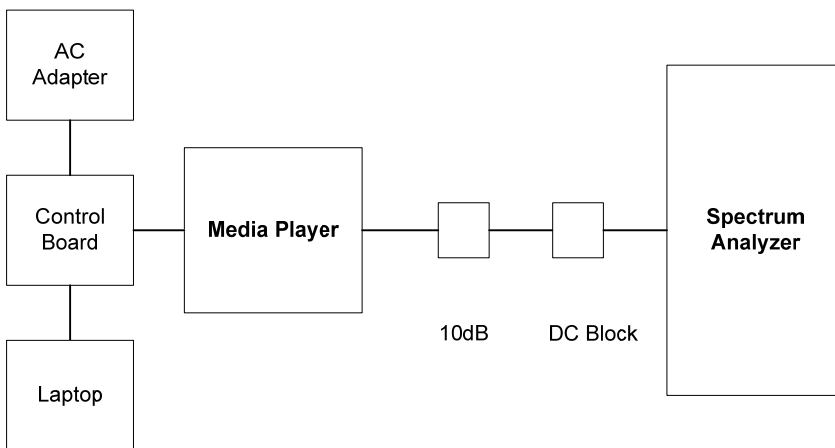 AC
Adapter
Control
Board
Media Player
Spectrum
Analyzer
10dB
DC Block
Laptop